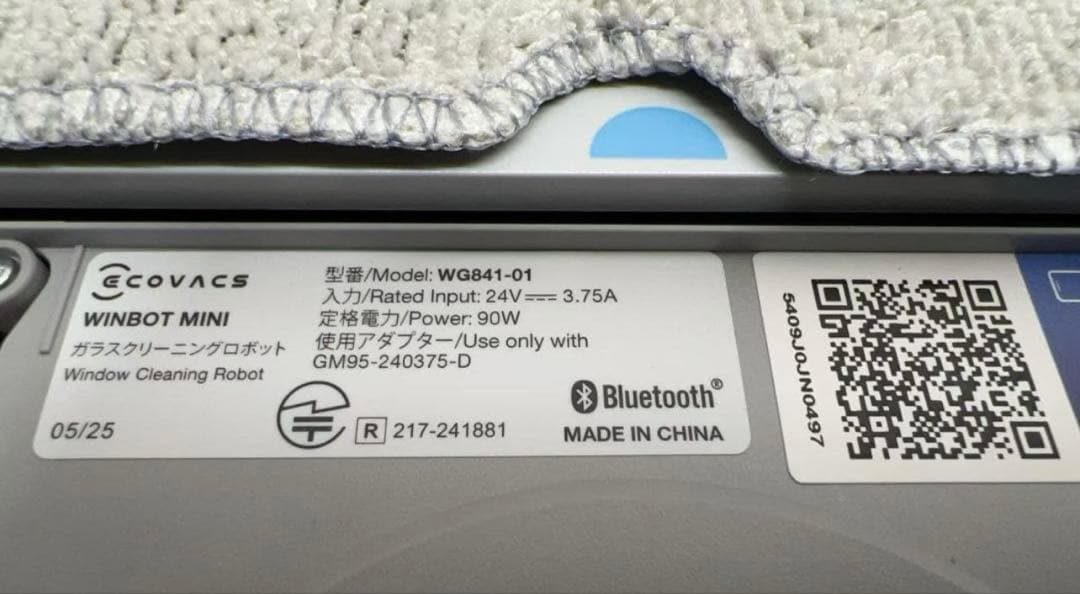 ECOVACS
WINBOT MINI
ガラスクリーニングロボット
Window Cleaning Robot
05/25
型番/Model: WG841-01
入力/Rated Input: 24V⎓3.75A
定格電力/Power: 90W
使用アダプター/Use only with
GM95-240375-D
R 217-241881
Bluetooth®
MADE IN CHINA
5409J0JN0497